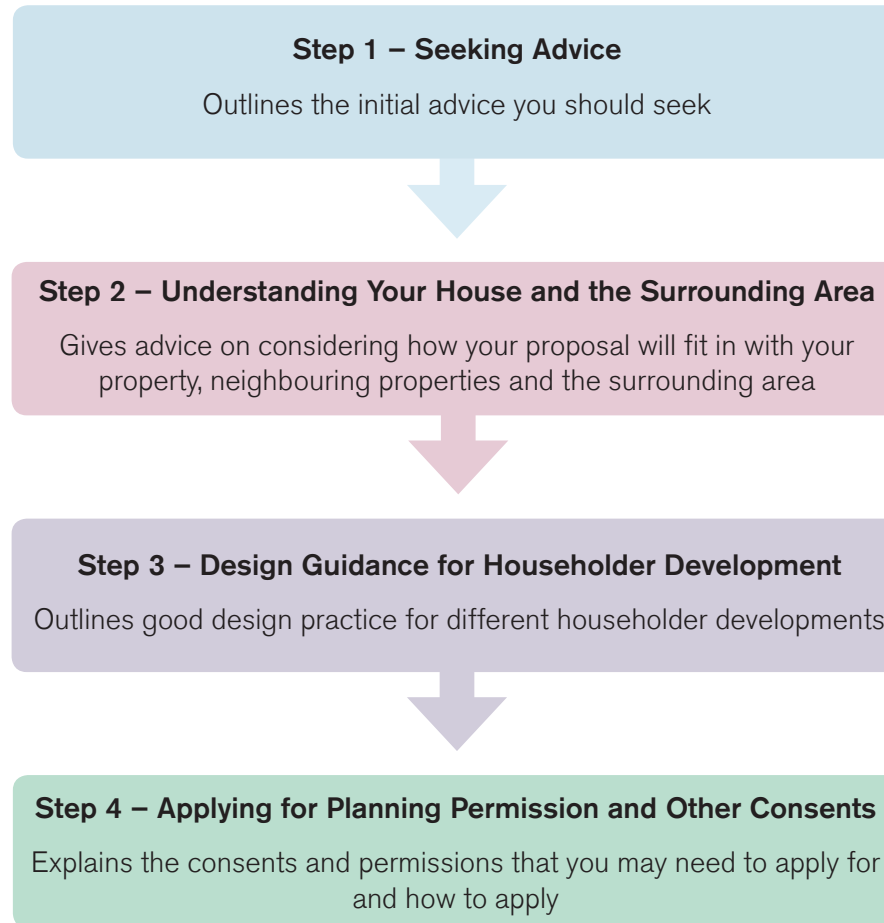 Step 1 – Seeking Advice
Outlines the initial advice you should seek
Step 2 – Understanding Your House and the Surrounding Area
Gives advice on considering how your proposal will fit in with your
property, neighbouring properties and the surrounding area
Step 3 – Design Guidance for Householder Development
Outlines good design practice for different householder developments
Step 4 – Applying for Planning Permission and Other Consents
Explains the consents and permissions that you may need to apply for
and how to apply